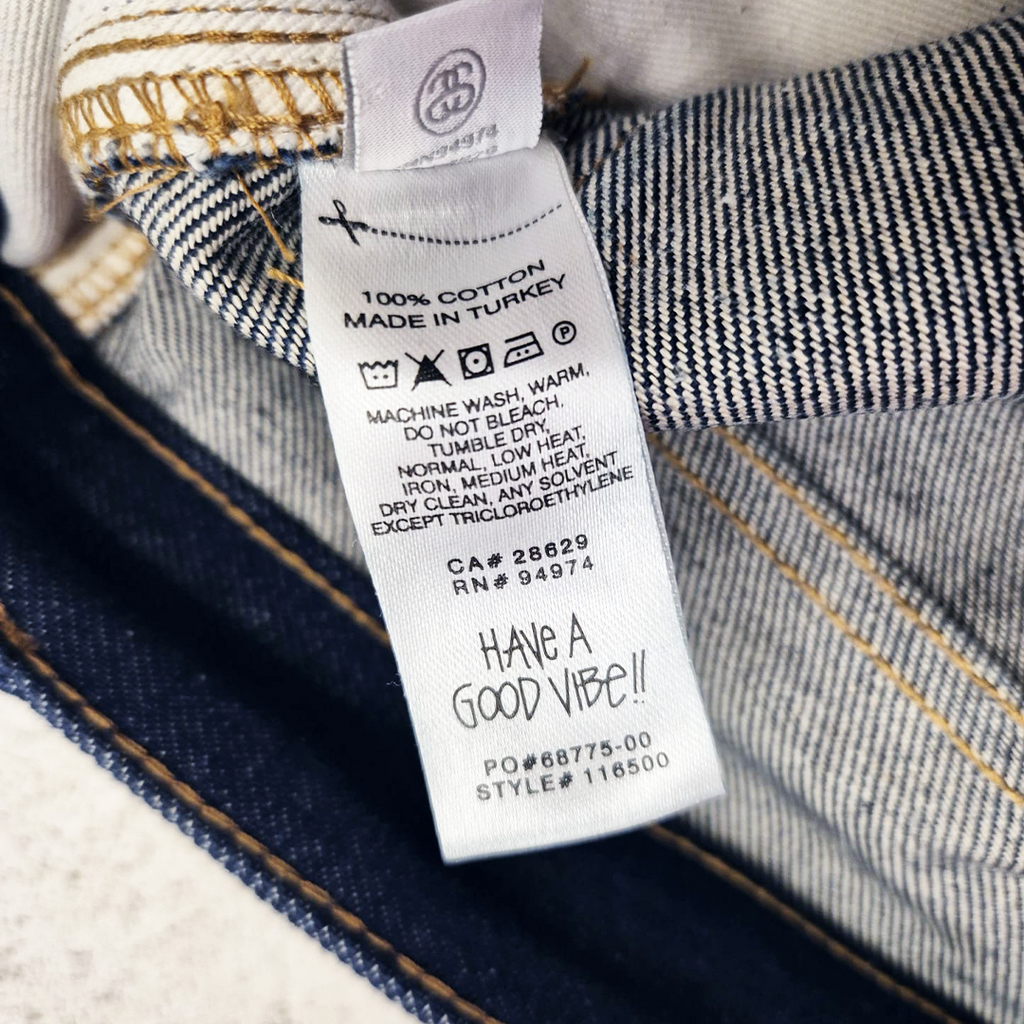 100% COTTON
MADE IN TURKEY
P
MACHINE WASH, WARM,
DO NOT BLEACH,
TUMBLE DRY,
NORMAL, LOW HEAT,
IRON, MEDIUM HEAT,
DRY CLEAN, ANY SOLVENT
EXCEPT TRICLOROETHYLENE
CA# 28629
RN# 94974
HAVE A
GOOD VIBE!!
PO#68775-00
STYLE# 116500